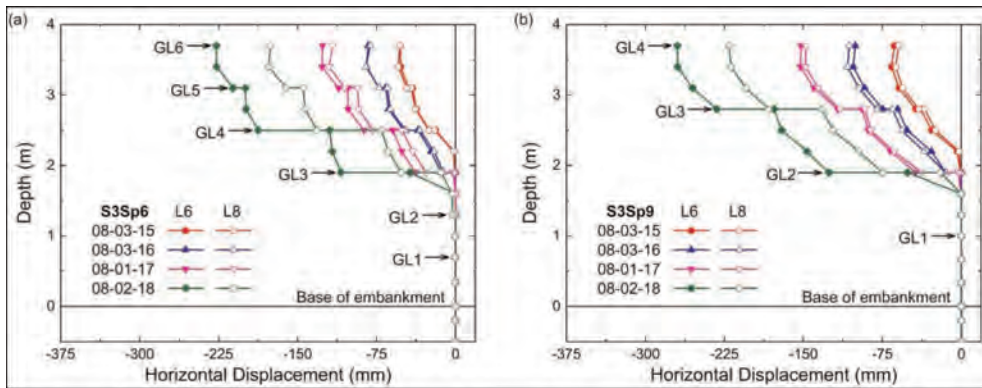 (a)
4
3
2
1
0
Depth (m)
GL6
GL5
GL4
GL3
GL2
GL1
S3Sp6 L6 L8
08-03-15
08-03-16
08-01-17
08-02-18
Base of embankment
-375 -300 -225 -150 -75 0
Horizontal Displacement (mm)
(b)
4
3
2
1
0
Depth (m)
GL4
GL3
GL2
GL1
S3Sp9 L6 L8
08-03-15
08-03-16
08-01-17
08-02-18
Base of embankment
-375 -300 -225 -150 -75 0
Horizontal Displacement (mm)